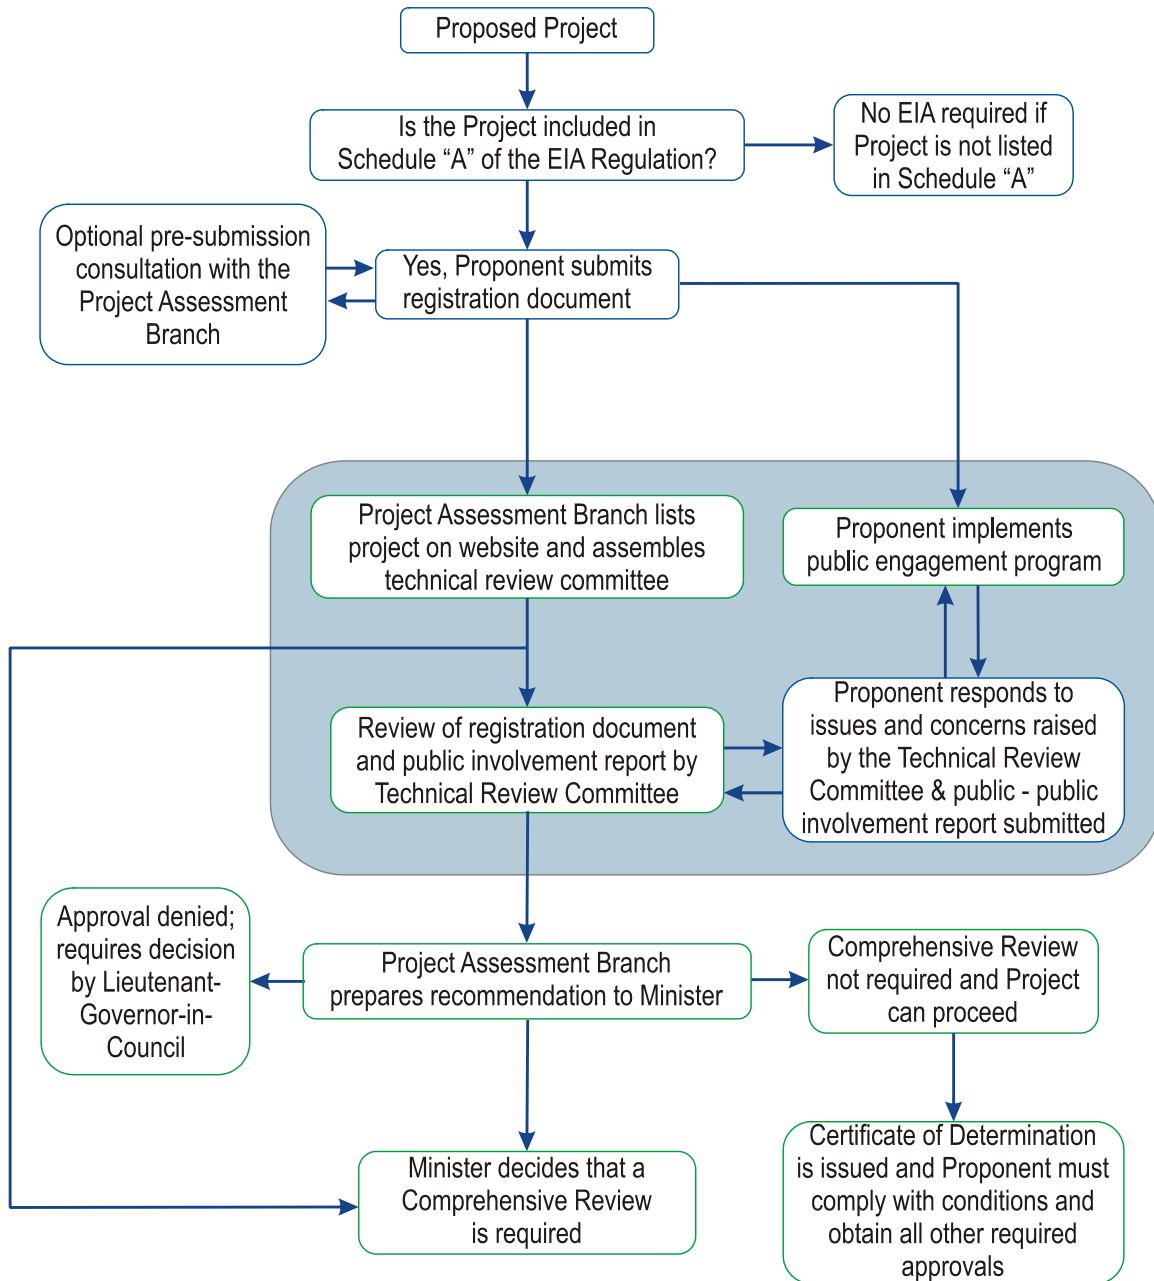 Proposed Project
Is the Project included in
Schedule “A” of the EIA Regulation?
No EIA required if
Project is not listed
in Schedule “A”
Optional pre-submission
consultation with the
Project Assessment
Branch
Yes, Proponent submits
registration document
Project Assessment Branch lists
project on website and assembles
technical review committee
Proponent implements
public engagement program
Review of registration document
and public involvement report by
Technical Review Committee
Proponent responds to
issues and concerns raised
by the Technical Review
Committee & public - public
involvement report submitted
Approval denied;
requires decision
by Lieutenant-
Governor-in-
Council
Project Assessment Branch
prepares recommendation to Minister
Comprehensive Review
not required and Project
can proceed
Minister decides that a
Comprehensive Review
is required
Certificate of Determination
is issued and Proponent must
comply with conditions and
obtain all other required
approvals